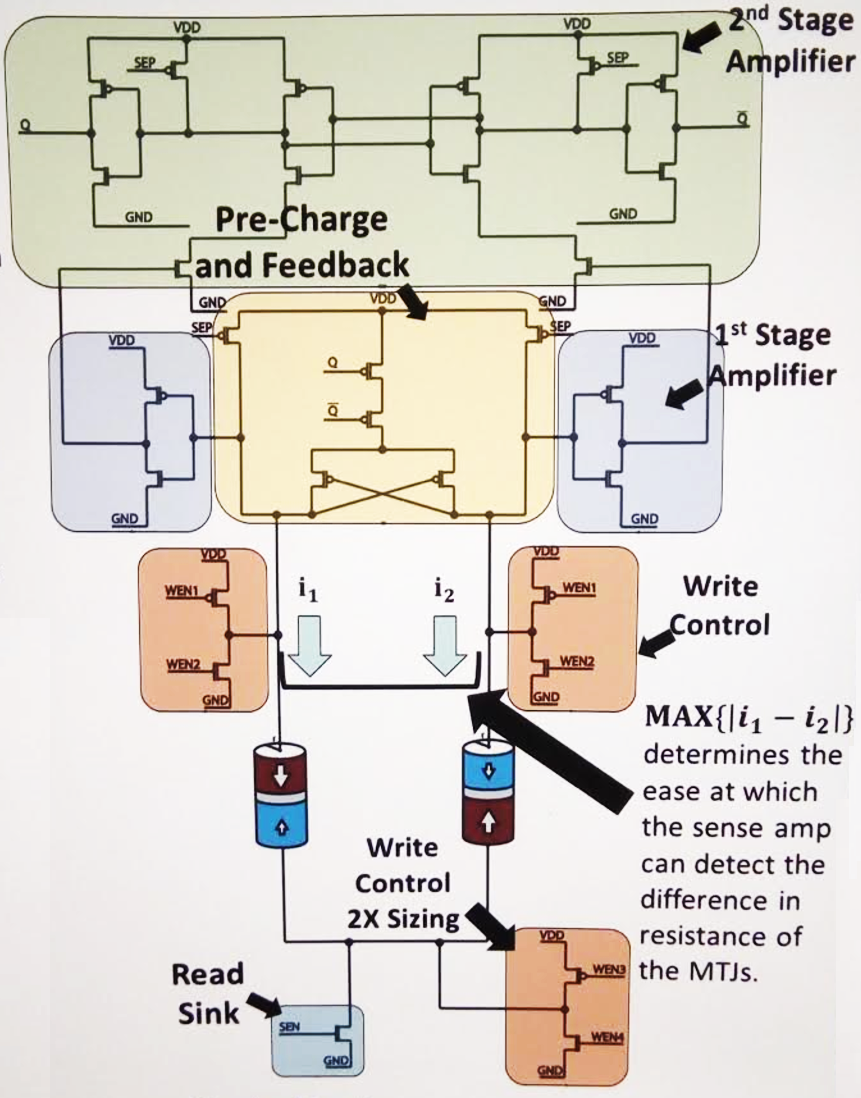 2nd Stage
Amplifier
VDD
VDD
SEP
SEP
Q
Q̅
GND
GND
Pre-Charge
and Feedback
GND
VDD
GND
SEP
SEP
1st Stage
Amplifier
VDD
VDD
Q
Q̅
GND
GND
VDD
VDD
WEN1
WEN1
i₁
i₂
Write
Control
WEN2
WEN2
GND
GND
MAX{|i₁ − i₂|}
determines the
ease at which
the sense amp
can detect the
difference in
resistance of
the MTJs.
Write
Control
2X Sizing
VDD
WEN3
WEN4
GND
Read
Sink
SEN
GND